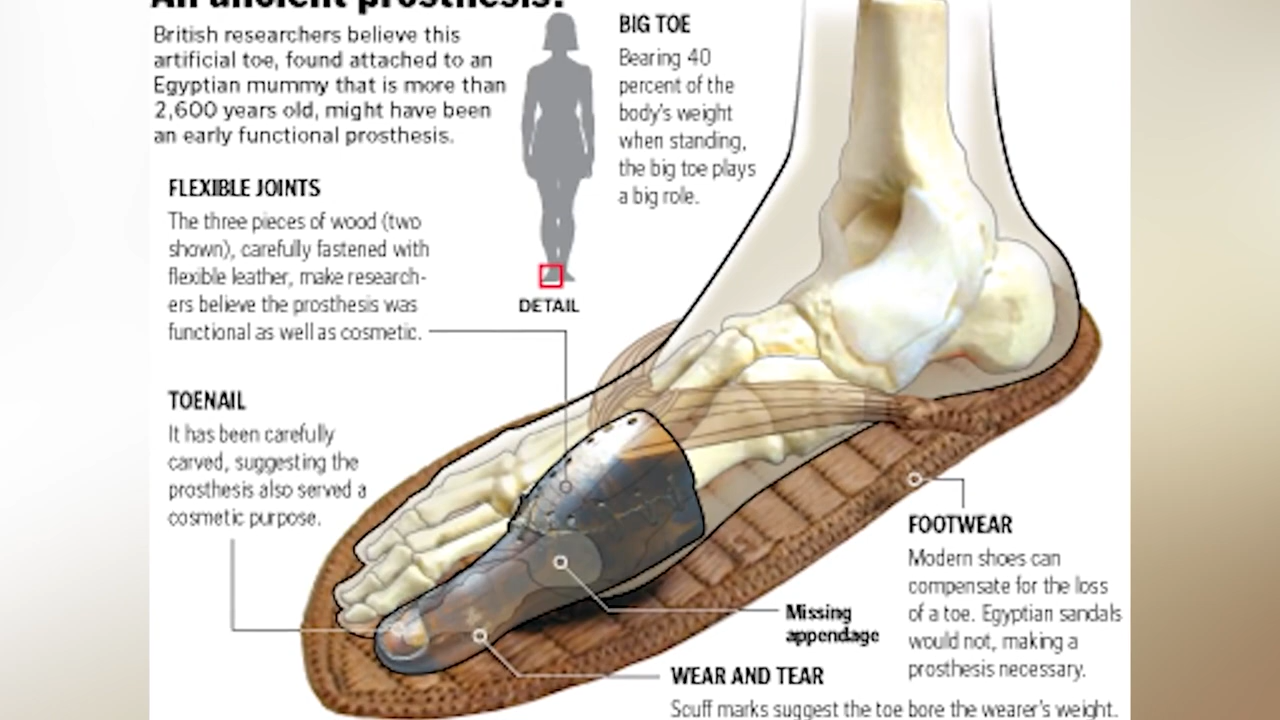 An ancient prosthesis?
British researchers believe this
artificial toe, found attached to an
Egyptian mummy that is more than
2,600 years old, might have been
an early functional prosthesis.
FLEXIBLE JOINTS
The three pieces of wood (two
shown), carefully fastened with
flexible leather, make research-
ers believe the prosthesis was
functional as well as cosmetic.
TOENAIL
It has been carefully
carved, suggesting the
prosthesis also served a
cosmetic purpose.
DETAIL
BIG TOE
Bearing 40
percent of the
body's weight
when standing,
the big toe plays
a big role.
FOOTWEAR
Modern shoes can
compensate for the loss
of a toe. Egyptian sandals
would not, making a
prosthesis necessary.
Missing
appendage
WEAR AND TEAR
Scuff marks suggest the toe bore the wearer's weight.